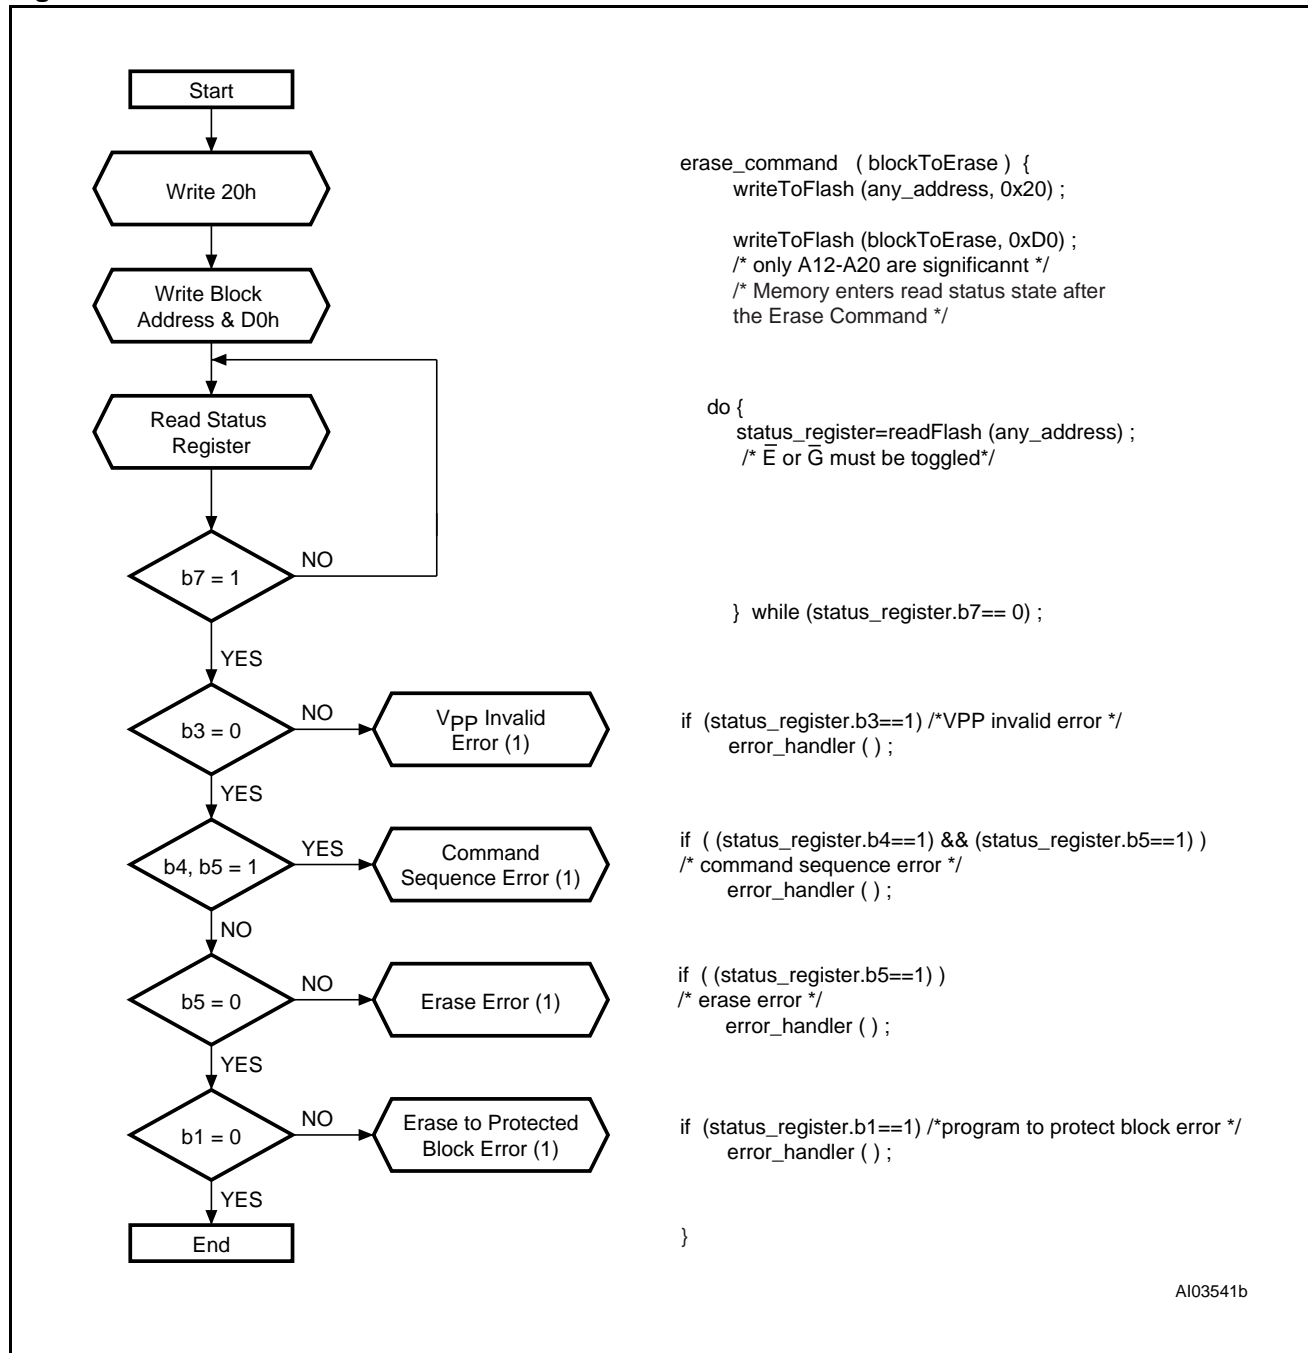 Start
Write 20h
Write Block
Address & D0h
Read Status
Register
b7 = 1
NO
YES
b3 = 0
NO
VPP Invalid
Error (1)
YES
b4, b5 = 1
YES
Command
Sequence Error (1)
NO
b5 = 0
NO
Erase Error (1)
YES
b1 = 0
NO
Erase to Protected
Block Error (1)
YES
End
erase_command ( blockToErase ) {
writeToFlash (any_address, 0x20) ;
writeToFlash (blockToErase, 0xD0) ;
/* only A12-A20 are significannt */
/* Memory enters read status state after
the Erase Command */
do {
status_register=readFlash (any_address) ;
/* E̅ or G̅ must be toggled*/
} while (status_register.b7== 0) ;
if (status_register.b3==1) /*VPP invalid error */
error_handler ( ) ;
if ( (status_register.b4==1) && (status_register.b5==1) )
/* command sequence error */
error_handler ( ) ;
if ( (status_register.b5==1) )
/* erase error */
error_handler ( ) ;
if (status_register.b1==1) /*program to protect block error */
error_handler ( ) ;
}
AI03541b